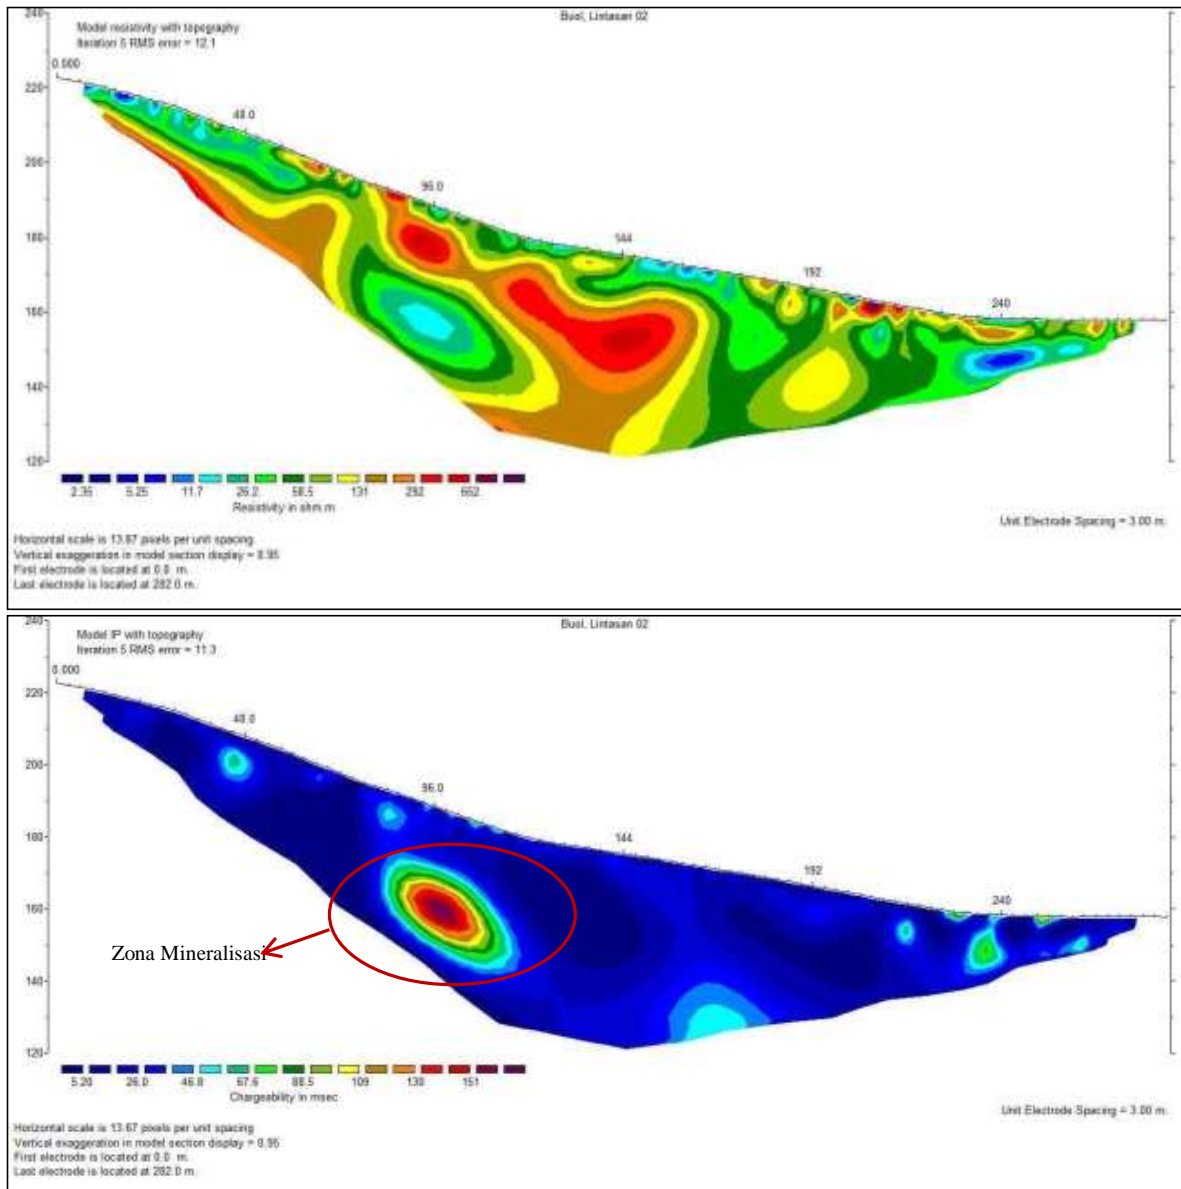 Buol, Lintasan 02
Model resistivity with topography
Iteration 5 RMS error = 12.1
240
220
200
180
160
140
120
0.000
48.0
96.0
144
192
240
2.35 5.25 11.7 26.2 58.5 131 292 652
Resistivity in ohm.m
Unit Electrode Spacing = 3.00 m.
Horizontal scale is 13.67 pixels per unit spacing
Vertical exaggeration in model section display = 0.95
First electrode is located at 0.0 m.
Last electrode is located at 282.0 m.
Buol, Lintasan 02
Model IP with topography
Iteration 5 RMS error = 11.3
240
220
200
180
160
140
120
0.000
48.0
96.0
144
192
240
Zona Mineralisasi
5.20 26.0 46.8 67.6 88.5 109 130 151
Chargeability in msec
Unit Electrode Spacing = 3.00 m.
Horizontal scale is 13.67 pixels per unit spacing
Vertical exaggeration in model section display = 0.95
First electrode is located at 0.0 m.
Last electrode is located at 282.0 m.